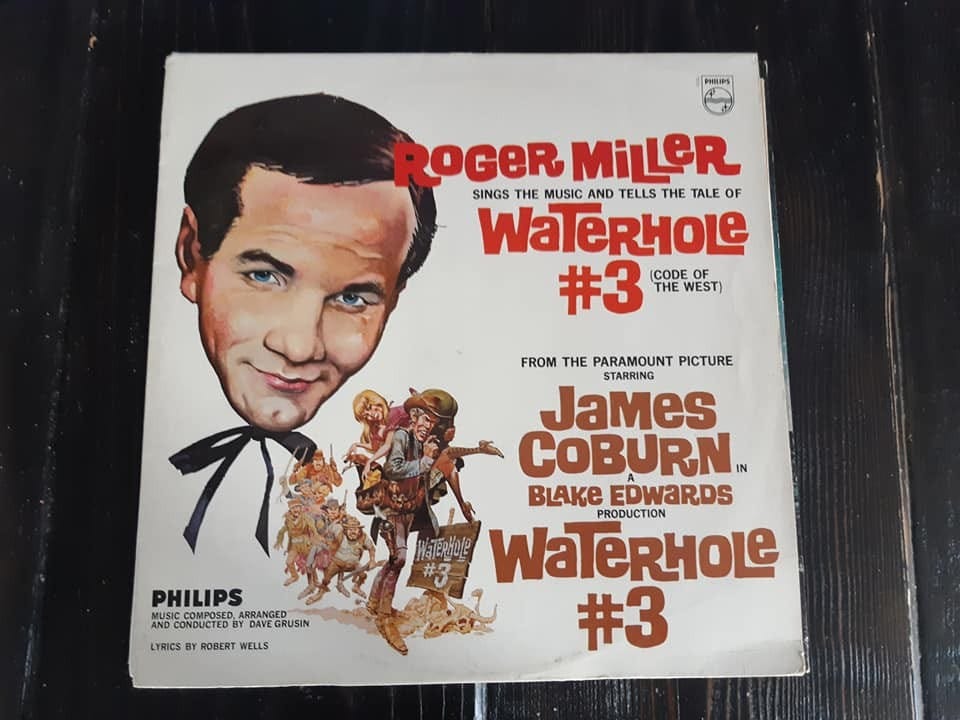 PHILIPS
ROGER MILLER
SINGS THE MUSIC AND TELLS THE TALE OF
WATERHOLE
#3 (CODE OF
THE WEST)
FROM THE PARAMOUNT PICTURE
STARRING
JAMES
COBURN IN
A
BLAKE EDWARDS
PRODUCTION
WATERHOLE
#3
WATERHOLE
#3
PHILIPS
MUSIC COMPOSED, ARRANGED
AND CONDUCTED BY DAVE GRUSIN
LYRICS BY ROBERT WELLS